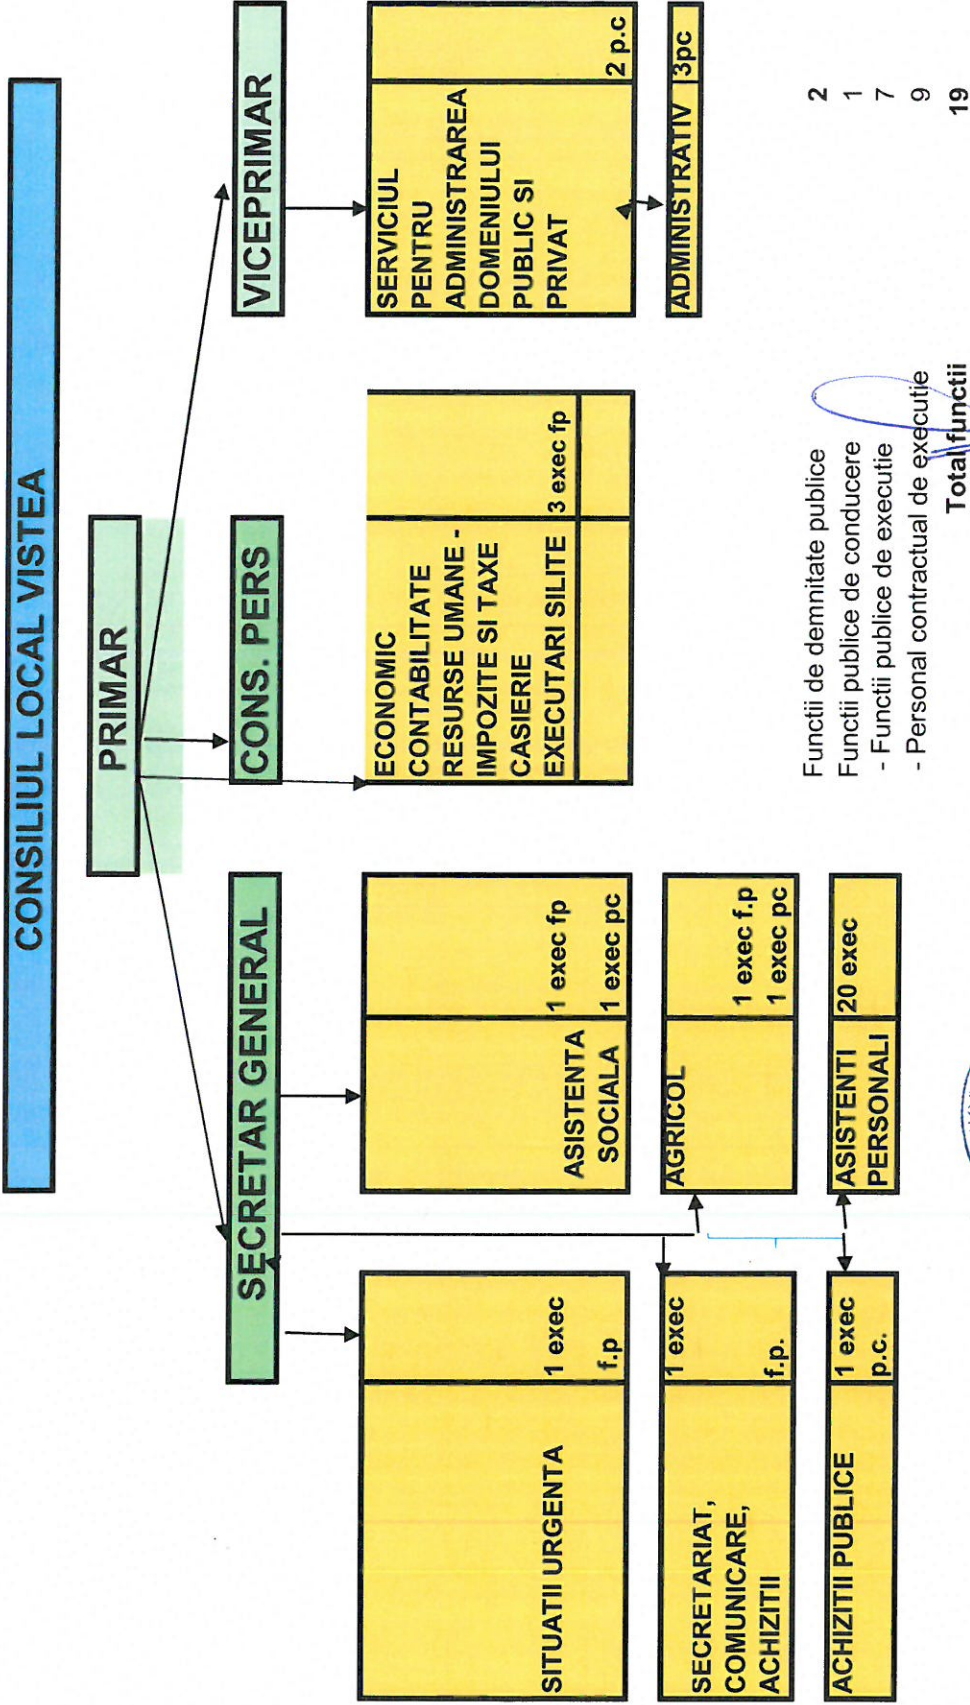 CONSILIUL LOCAL VISTEA
PRIMAR
SECRETAR GENERAL
CONS. PERS
VICEPRIMAR
SITUATII URGENTA
1 exec
f.p
ASISTENTA
SOCIALA
1 exec fp
1 exec pc
ECONOMIC
CONTABILITATE
RESURSE UMANE -
IMPOZITE SI TAXE
CASIERIE
EXECUTARI SILITE
3 exec fp
SERVICIUL
PENTRU
ADMINISTRAREA
DOMENIULUI
PUBLIC SI
PRIVAT
2 p.c
SECRETARIAT,
COMUNICARE,
ACHIZITII
1 exec
f.p.
AGRICOL
1 exec f.p
1 exec pc
ADMINISTRATIV
3pc
ACHIZITII PUBLICE
1 exec
p.c.
ASISTENTI
PERSONALI
20 exec
Functii de demnitate publice 2
Functii publice de conducere 1
- Functii publice de executie 7
- Personal contractual de executie 9
Total functii 19